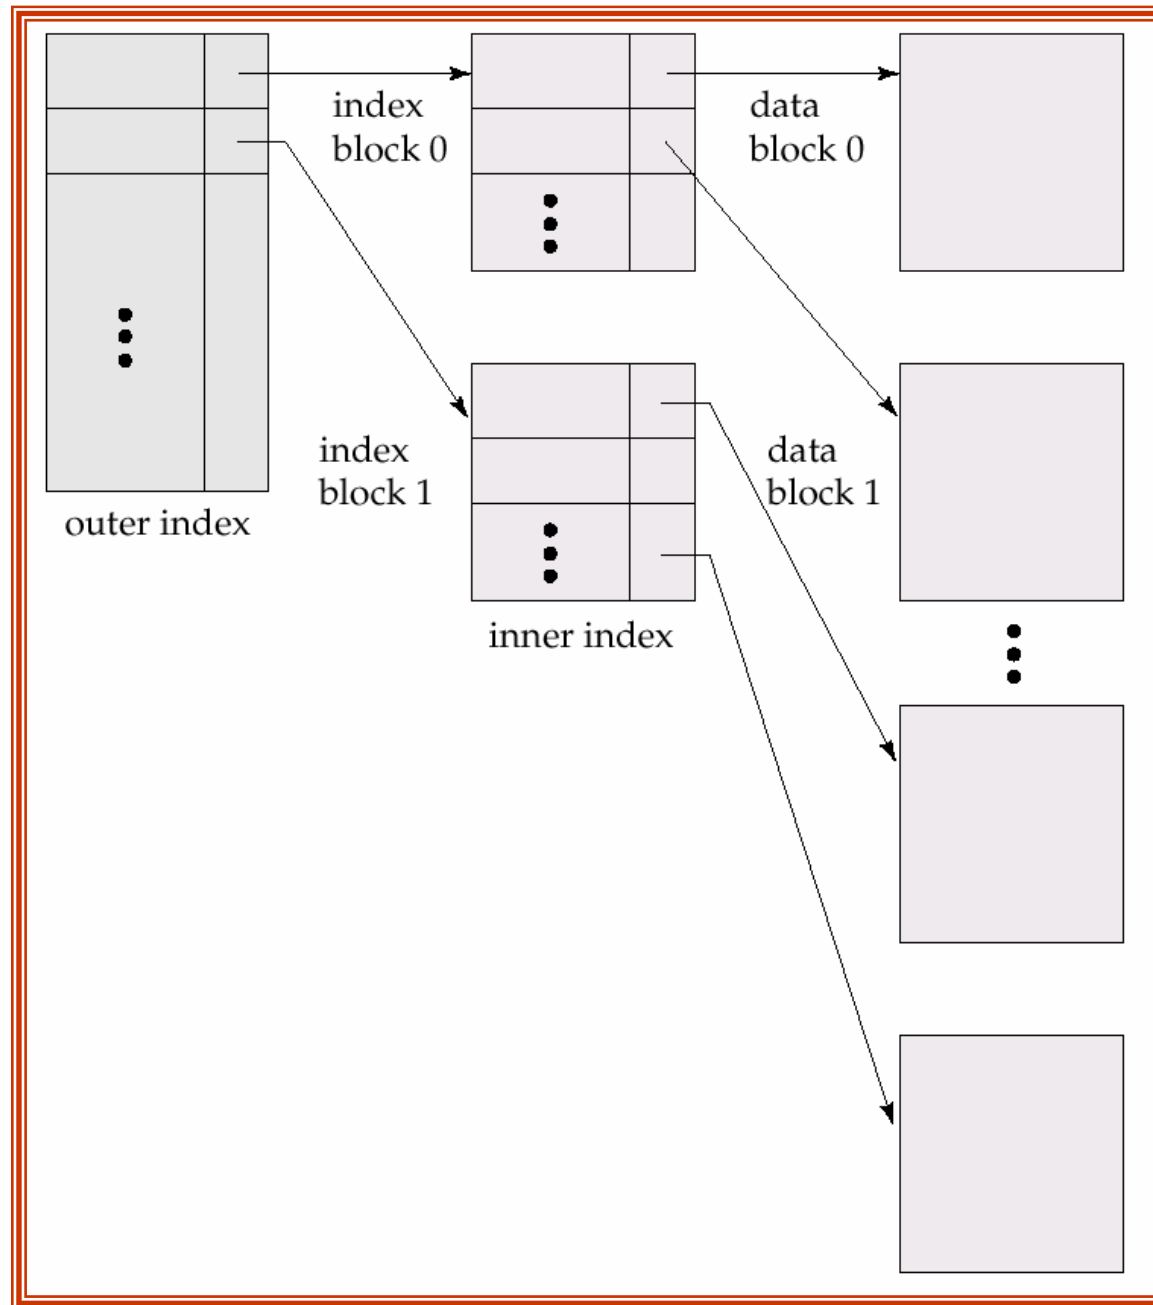 index
block 0
data
block 0
index
block 1
data
block 1
outer index
inner index